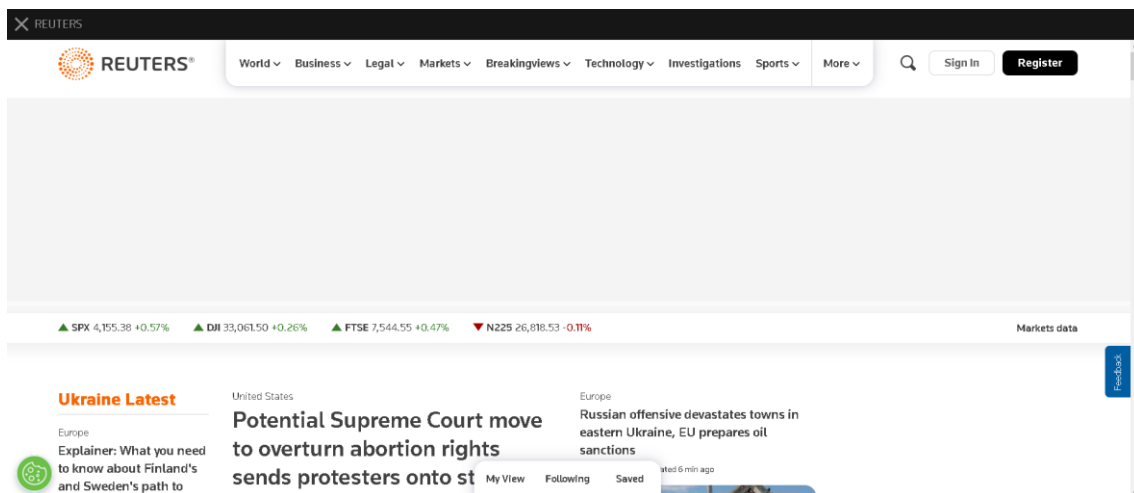 REUTERS
REUTERS®
World Business Legal Markets Breakingviews Technology Investigations Sports More Sign In Register
SPX 4,155.38 +0.57% DJI 33,061.50 +0.26% FTSE 7,544.55 +0.47% N225 26,818.53 -0.11% Markets data
Feedback
Ukraine Latest
Europe
Explainer: What you need
to know about Finland's
and Sweden's path to
United States
Potential Supreme Court move
to overturn abortion rights
sends protesters onto st
Europe
Russian offensive devastates towns in
eastern Ukraine, EU prepares oil
sanctions
6 min ago
My View Following Saved